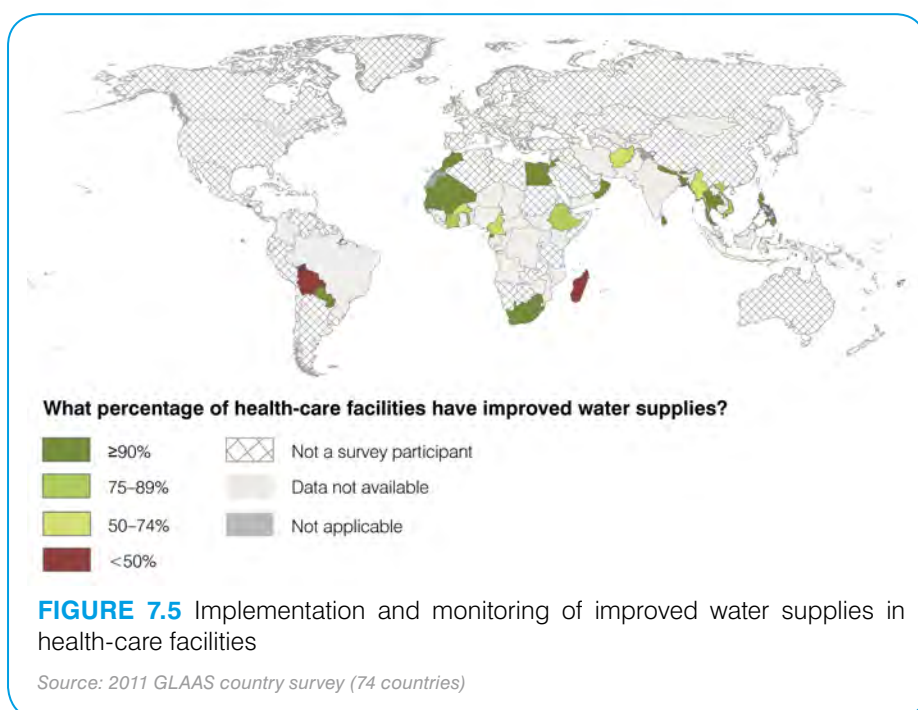 What percentage of health-care facilities have improved water supplies?
≥90%
75–89%
50–74%
<50%
Not a survey participant
Data not available
Not applicable
FIGURE 7.5 Implementation and monitoring of improved water supplies in
health-care facilities
Source: 2011 GLAAS country survey (74 countries)